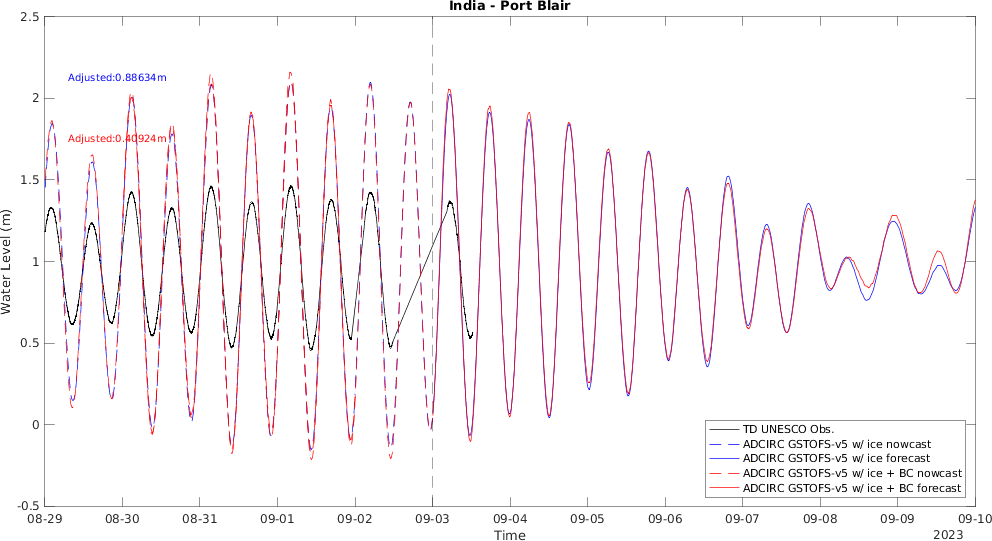 India - Port Blair
2.5
2
1.5
1
0.5
0
-0.5
Water Level (m)
Adjusted:0.88634m
Adjusted:0.40924m
TD UNESCO Obs.
ADCIRC GSTOFS-v5 w/ ice nowcast
ADCIRC GSTOFS-v5 w/ ice forecast
ADCIRC GSTOFS-v5 w/ ice + BC nowcast
ADCIRC GSTOFS-v5 w/ ice + BC forecast
08-29 08-30 08-31 09-01 09-02 09-03 09-04 09-05 09-06 09-07 09-08 09-09 09-10
Time
2023